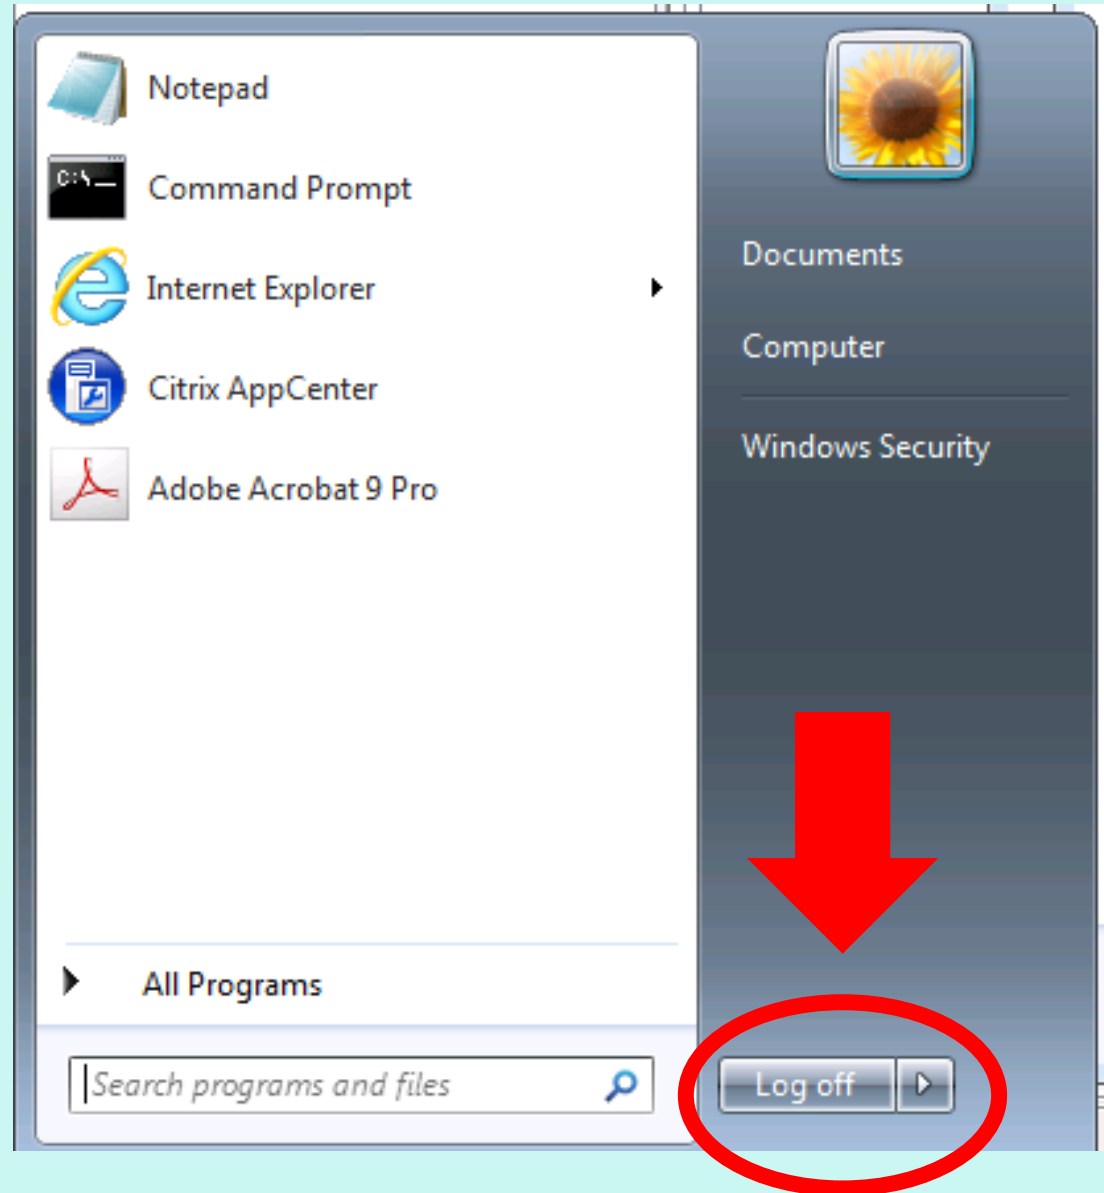 Notepad
C:\_
Command Prompt
Internet Explorer
Citrix AppCenter
Adobe Acrobat 9 Pro
All Programs
Search programs and files
Documents
Computer
Windows Security
Log off